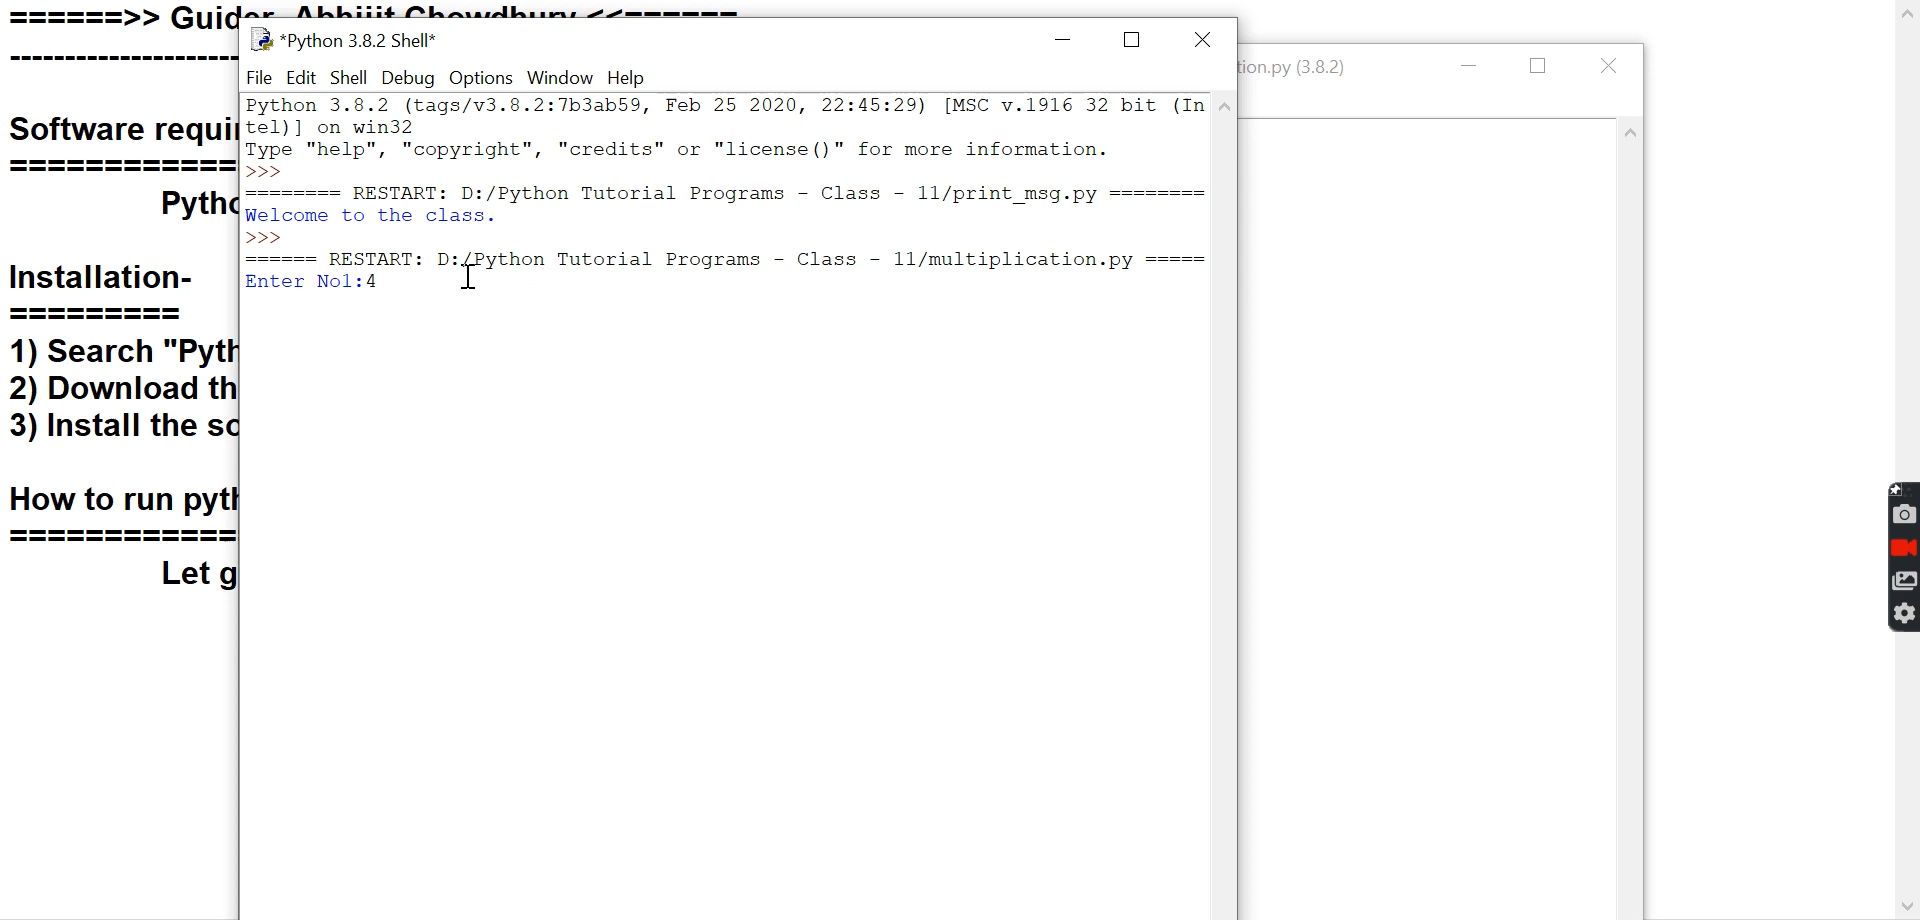 ======>> Guider Abhijit Chowdhury <<======
*Python 3.8.2 Shell*
tion.py (3.8.2)
File Edit Shell Debug Options Window Help
Python 3.8.2 (tags/v3.8.2:7b3ab59, Feb 25 2020, 22:45:29) [MSC v.1916 32 bit (In
tel)] on win32
Type "help", "copyright", "credits" or "license()" for more information.
>>>
======== RESTART: D:/Python Tutorial Programs - Class - 11/print_msg.py ========
Welcome to the class.
>>>
====== RESTART: D:/Python Tutorial Programs - Class - 11/multiplication.py =====
Enter No1:4
Software requi
============
Pytho
Installation-
=========
1) Search "Pyth
2) Download th
3) Install the so
How to run pyth
============
Let g